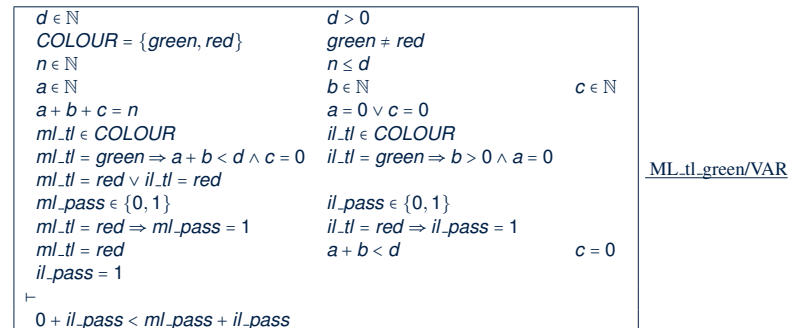 d ∈ ℕ d > 0
COLOUR = {green, red} green ≠ red
n ∈ ℕ n ≤ d
a ∈ ℕ b ∈ ℕ c ∈ ℕ
a + b + c = n a = 0 ∨ c = 0
ml_tl ∈ COLOUR il_tl ∈ COLOUR
ml_tl = green ⇒ a + b < d ∧ c = 0 il_tl = green ⇒ b > 0 ∧ a = 0
ml_tl = red ∨ il_tl = red
ml_pass ∈ {0, 1} il_pass ∈ {0, 1}
ml_tl = red ⇒ ml_pass = 1 il_tl = red ⇒ il_pass = 1
ml_tl = red a + b < d c = 0
il_pass = 1
⊢
0 + il_pass < ml_pass + il_pass
ML_tl_green/VAR